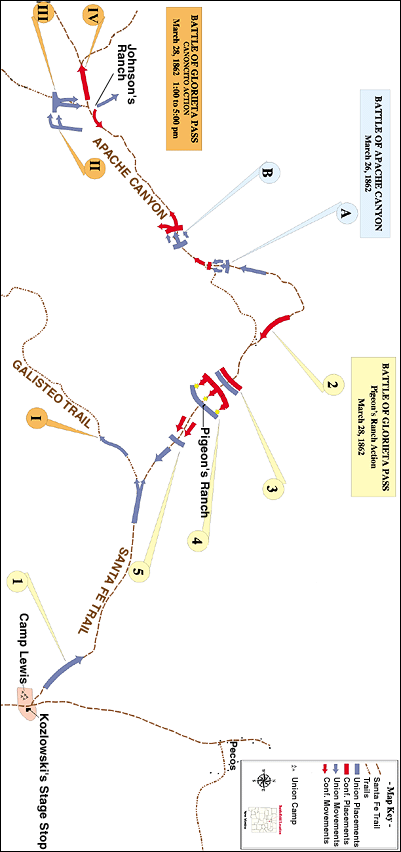 BATTLE OF GLORIETA PASS
CANONCITO ACTION
March 28, 1862   1:00 to 5:00 pm
BATTLE OF APACHE CANYON
March 26, 1862
BATTLE OF GLORIETA PASS
Pigeon's Ranch Action
March 28, 1862
IV
III
II
I
Johnson's
Ranch
APACHE CANYON
B
A
2
3
4
5
1
Pigeon's Ranch
GALISTEO TRAIL
SANTA FE TRAIL
Camp Lewis
Kozlowski's Stage Stop
Pecos
- Map Key -
Santa Fe Trail
Trails
Union Placements
Conf. Placements
Union Movements
Conf. Movements
Union Camp